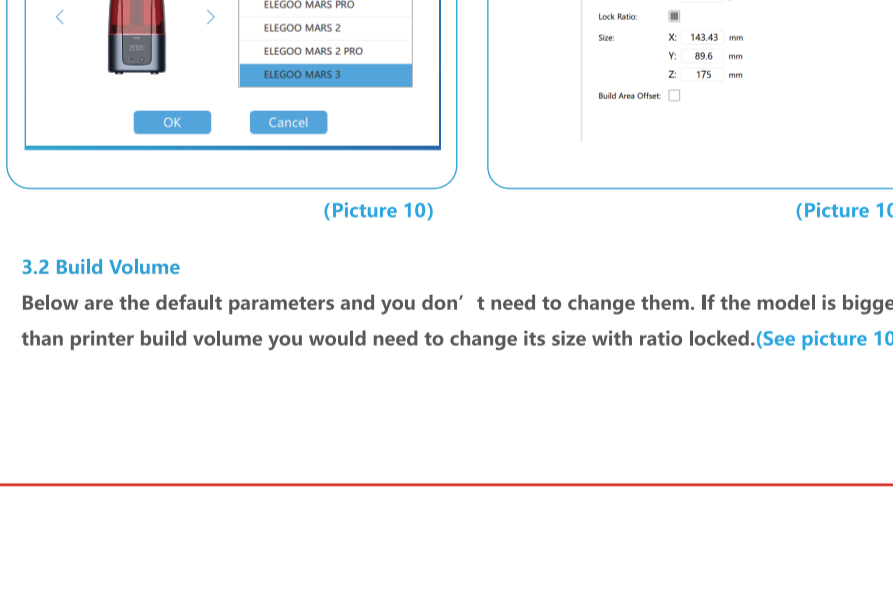 ELEGOO MARS PRO
ELEGOO MARS 2
ELEGOO MARS 2 PRO
ELEGOO MARS 3
OK
Cancel
Lock Ratio:
Size:
X: 143.43 mm
Y: 89.6 mm
Z: 175 mm
Build Area Offset:
(Picture 10)
(Picture 10
3.2 Build Volume
Below are the default parameters and you don’ t need to change them. If the model is bigge
than printer build volume you would need to change its size with ratio locked.(See picture 10